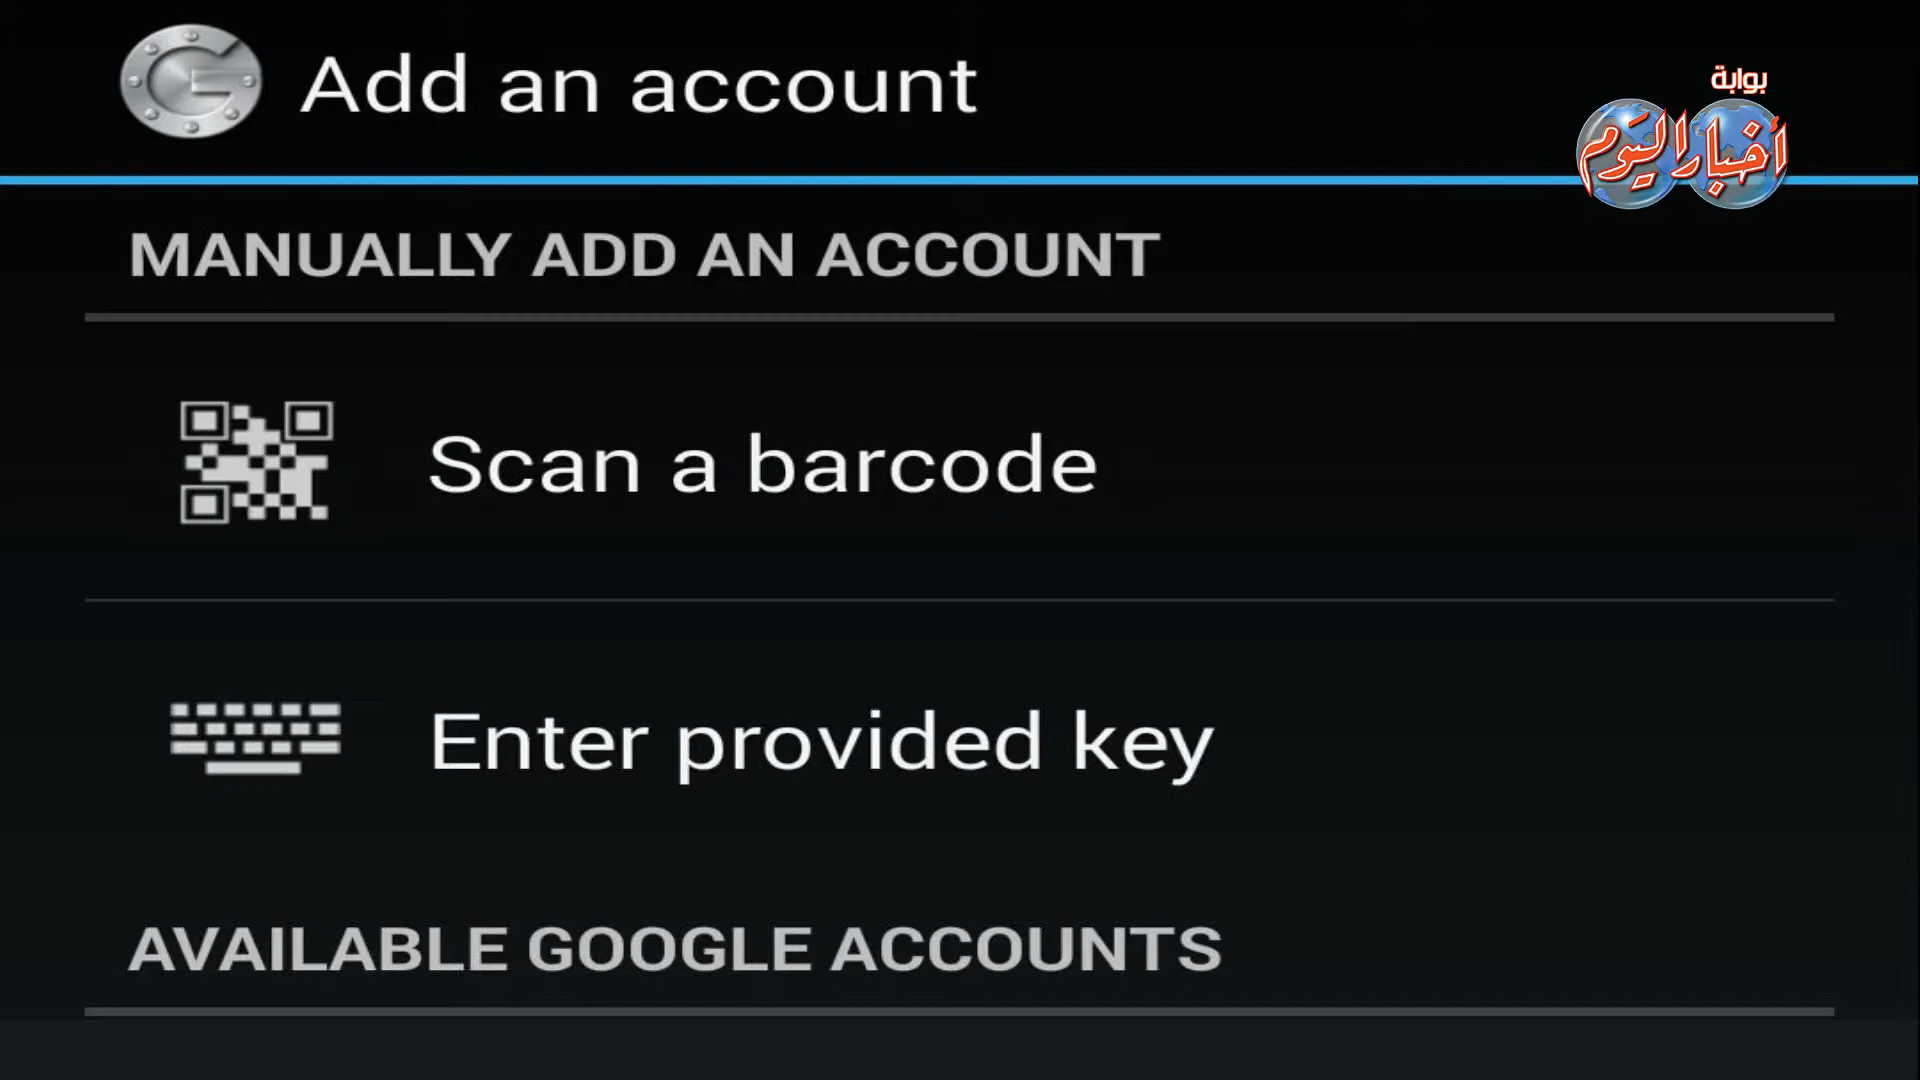 Add an account
بوابة
أخبار اليوم
MANUALLY ADD AN ACCOUNT
Scan a barcode
Enter provided key
AVAILABLE GOOGLE ACCOUNTS